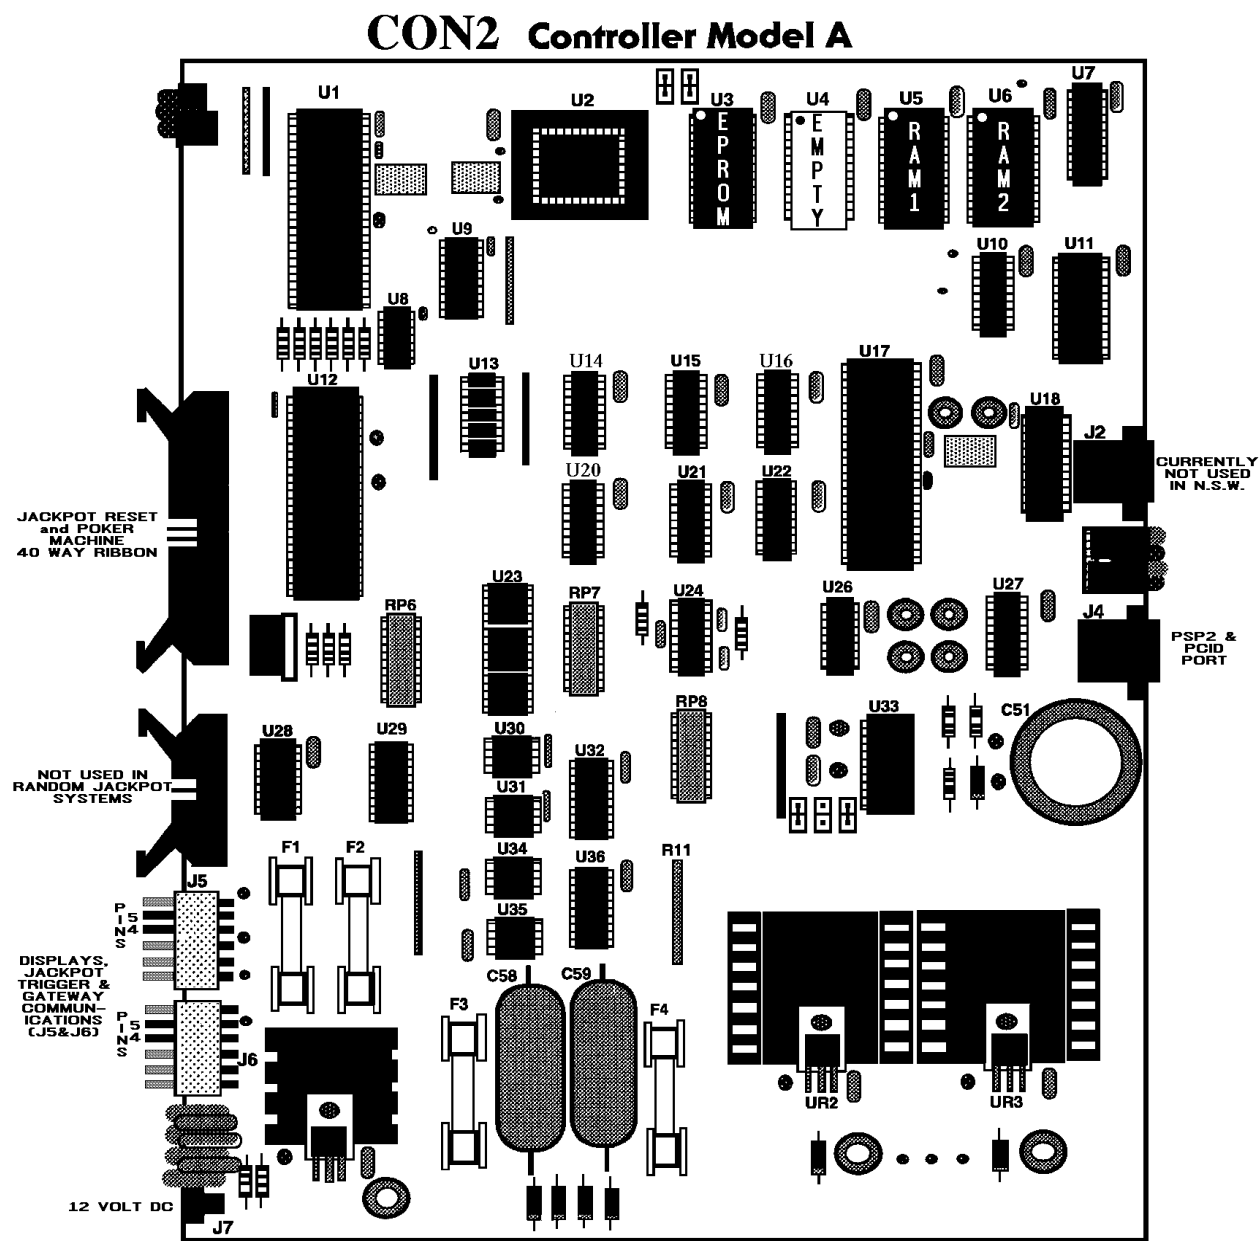 CON2 Controller Model A
U1
U2
U3
U4
U5
U6
U7
EPROM
EMPTY
RAM1
RAM2
U9
U10
U11
U8
U13
U14
U15
U16
U17
U12
U18
J2
CURRENTLY
NOT USED
IN N.S.W.
U20
U21
U22
JACKPOT RESET
and POKER
MACHINE
40 WAY RIBBON
U23
RP6
RP7
U24
U26
U27
J4
PSP2 &
PCID
PORT
RP8
U33
C51
U28
U29
U30
U32
NOT USED IN
RANDOM JACKPOT
SYSTEMS
U31
F1
F2
U34
U36
R11
J5
PINS
5
4
U35
DISPLAYS,
JACKPOT
TRIGGER &
GATEWAY
COMMUN-
ICATIONS
(J5&J6)
C58
C59
F3
F4
PINS
5
4
J6
UR2
UR3
12 VOLT DC
J7